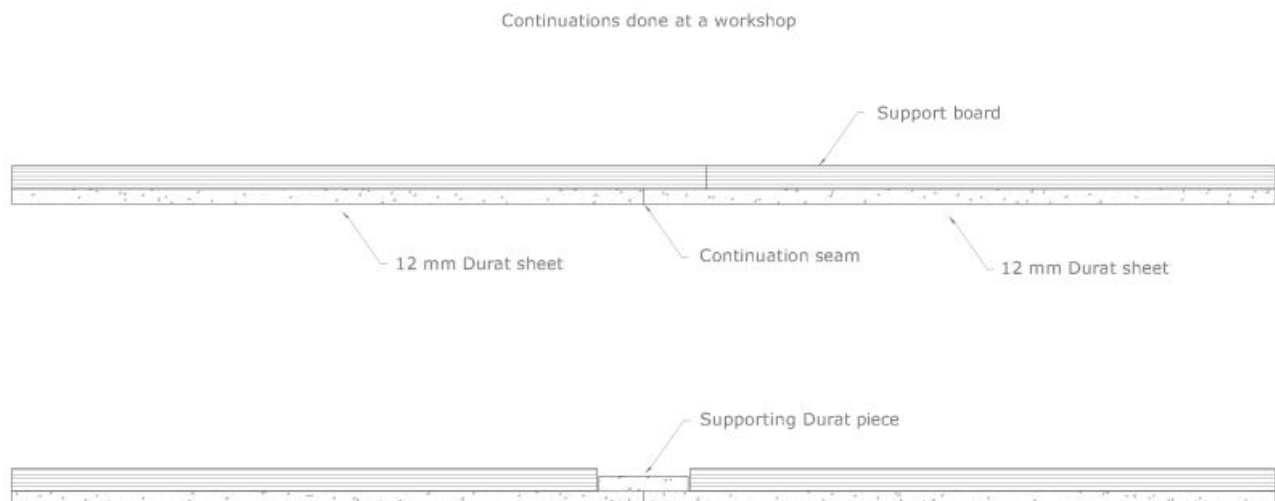 Continuations done at a workshop
Support board
12 mm Durat sheet
Continuation seam
12 mm Durat sheet
Supporting Durat piece